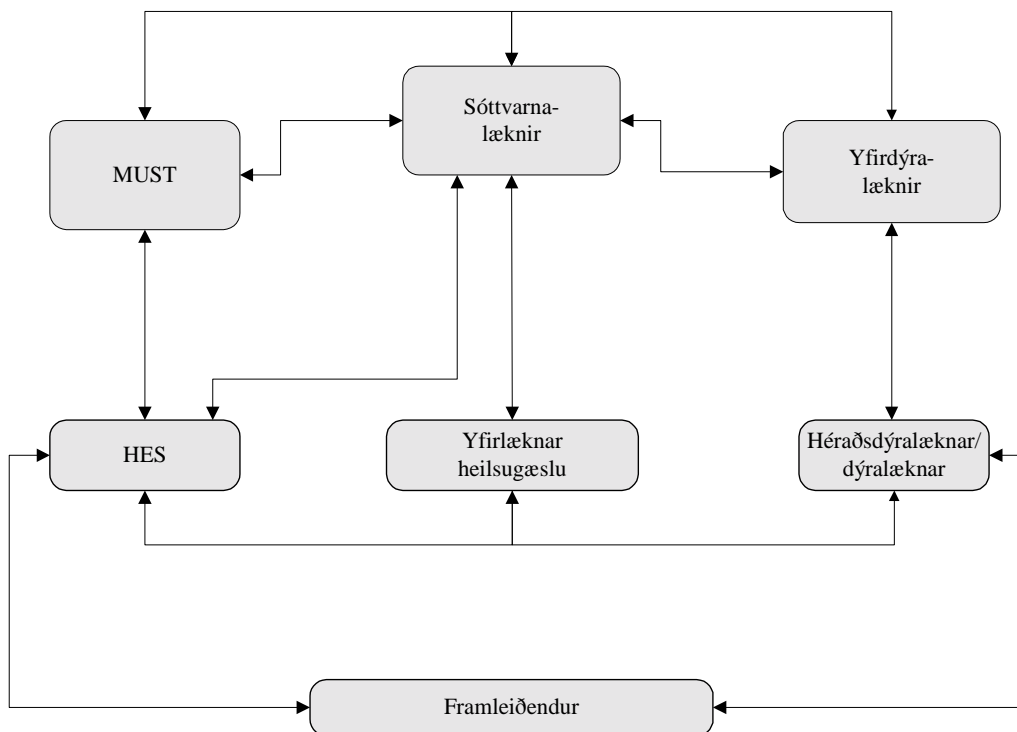 Sóttvarna-
læknir
MUST
Yfirdýra-
læknir
HES
Yfirlæknar
heilsugæslu
Héraðsdýralæknar/
dýralæknar
Framleiðendur